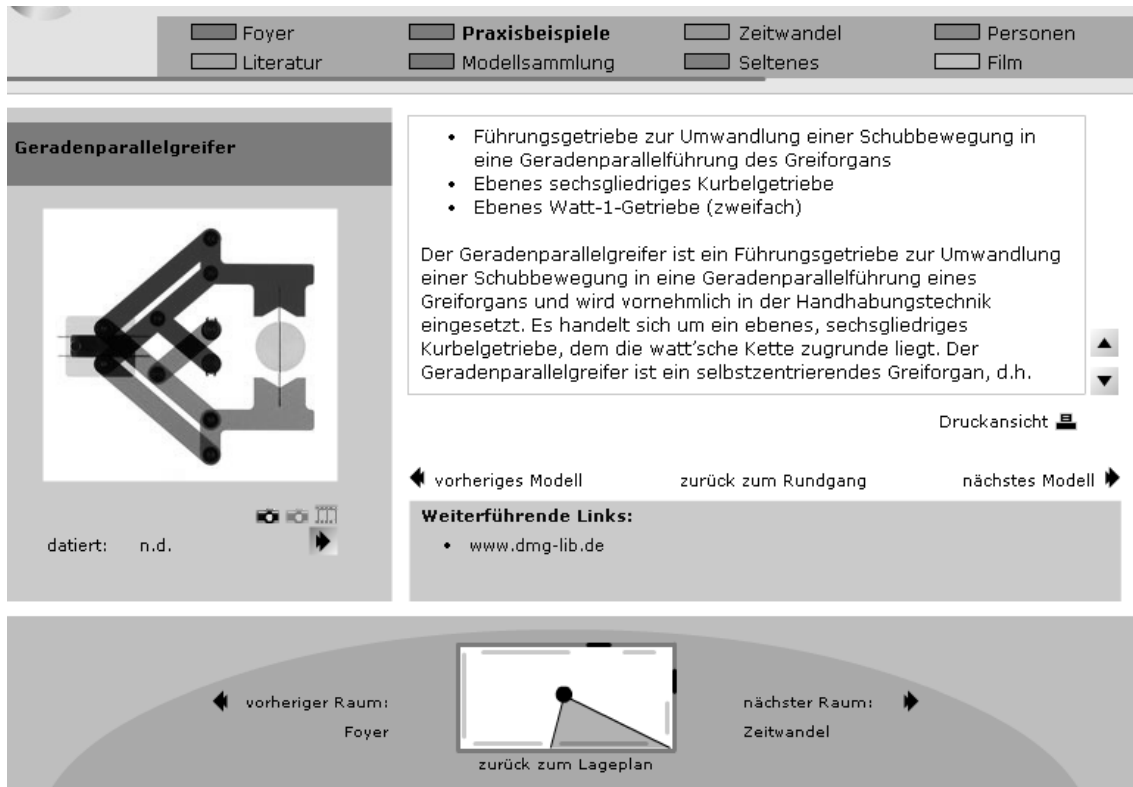 Foyer Praxisbeispiele Zeitwandel Personen
Literatur Modellsammlung Seltenes Film
Geradenparallelgreifer
• Führungsgetriebe zur Umwandlung einer Schubbewegung in
eine Geradenparallelführung des Greiforgans
• Ebenes sechsgliedriges Kurbelgetriebe
• Ebenes Watt-1-Getriebe (zweifach)
Der Geradenparallelgreifer ist ein Führungsgetriebe zur Umwandlung
einer Schubbewegung in eine Geradenparallelführung eines
Greiforgans und wird vornehmlich in der Handhabungstechnik
eingesetzt. Es handelt sich um ein ebenes, sechsgliedriges
Kurbelgetriebe, dem die watt'sche Kette zugrunde liegt. Der
Geradenparallelgreifer ist ein selbstzentrierendes Greiforgan, d.h.
Druckansicht
vorheriges Modell zurück zum Rundgang nächstes Modell
datiert: n.d.
Weiterführende Links:
• www.dmg-lib.de
vorheriger Raum:
Foyer
nächster Raum:
Zeitwandel
zurück zum Lageplan